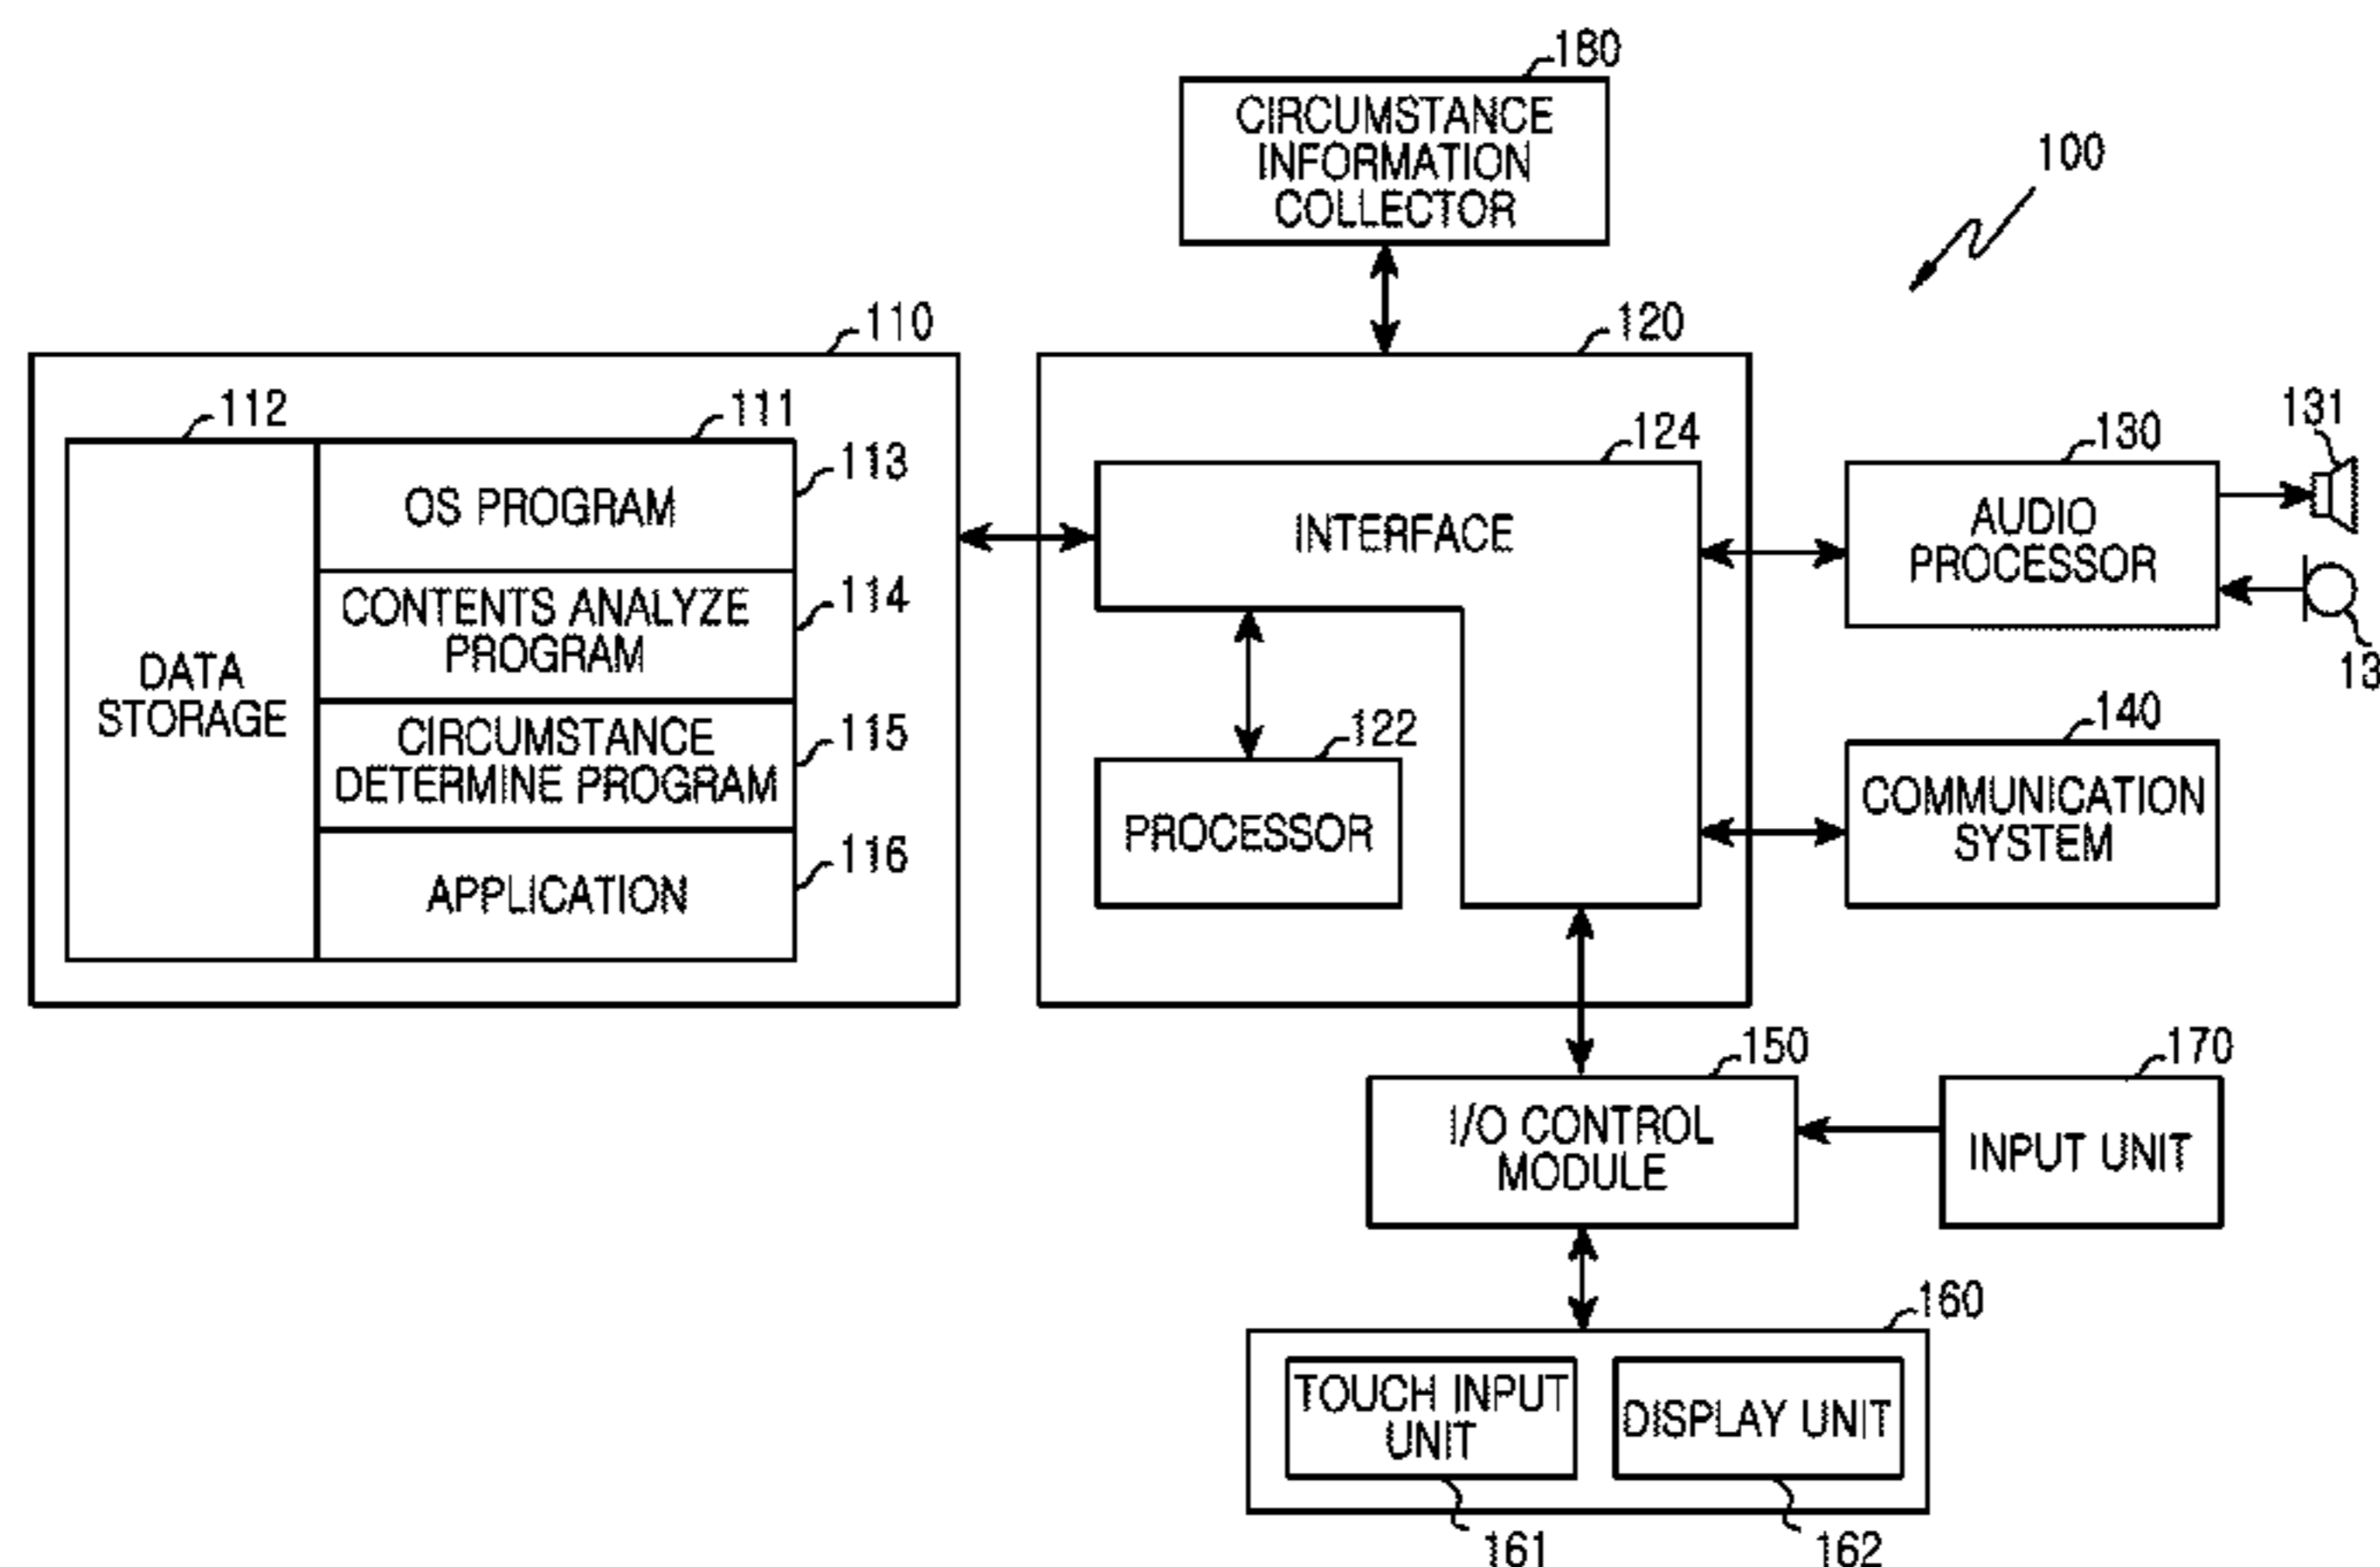 180
CIRCUMSTANCE
INFORMATION
COLLECTOR
100
110
120
112
111
113
OS PROGRAM
114
CONTENTS ANALYZE
PROGRAM
DATA
STORAGE
115
CIRCUMSTANCE
DETERMINE PROGRAM
116
APPLICATION
124
INTERFACE
122
PROCESSOR
130
AUDIO
PROCESSOR
131
13
140
COMMUNICATION
SYSTEM
150
I/O CONTROL
MODULE
170
INPUT UNIT
160
TOUCH INPUT
UNIT
DISPLAY UNIT
161
162